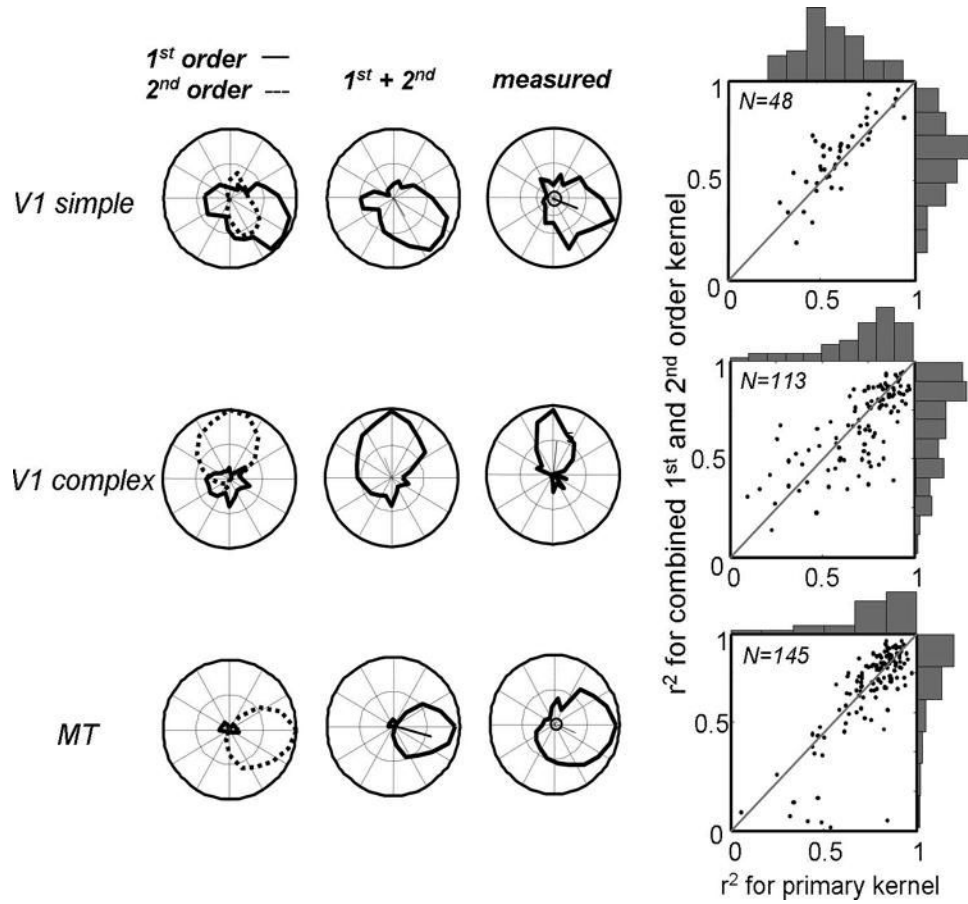 1st order —
2nd order ---
1st + 2nd
measured
V1 simple
V1 complex
MT
r2 for combined 1st and 2nd order kernel
N=48
1
0.5
0
0
0.5
1
N=113
1
0.5
0
0
0.5
1
N=145
1
0.5
0
0
0.5
1
r2 for primary kernel